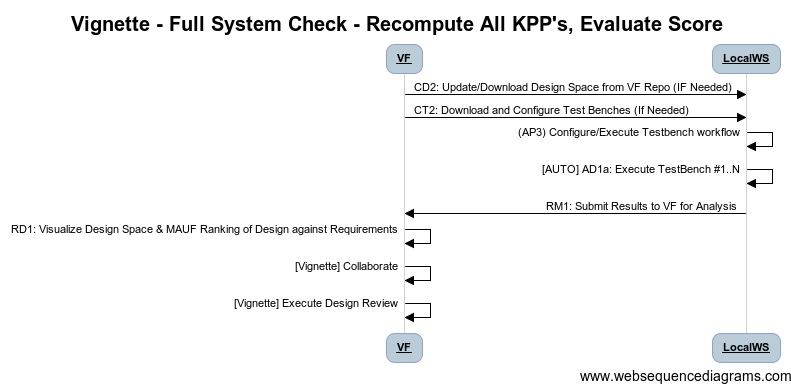 Vignette - Full System Check - Recompute All KPP's, Evaluate Score
VF
LocalWS
CD2: Update/Download Design Space from VF Repo (IF Needed)
CT2: Download and Configure Test Benches (If Needed)
(AP3) Configure/Execute Testbench workflow
[AUTO] AD1a: Execute TestBench #1..N
RM1: Submit Results to VF for Analysis
RD1: Visualize Design Space & MAUF Ranking of Design against Requirements
[Vignette] Collaborate
[Vignette] Execute Design Review
VF
LocalWS
www.websequencediagrams.com